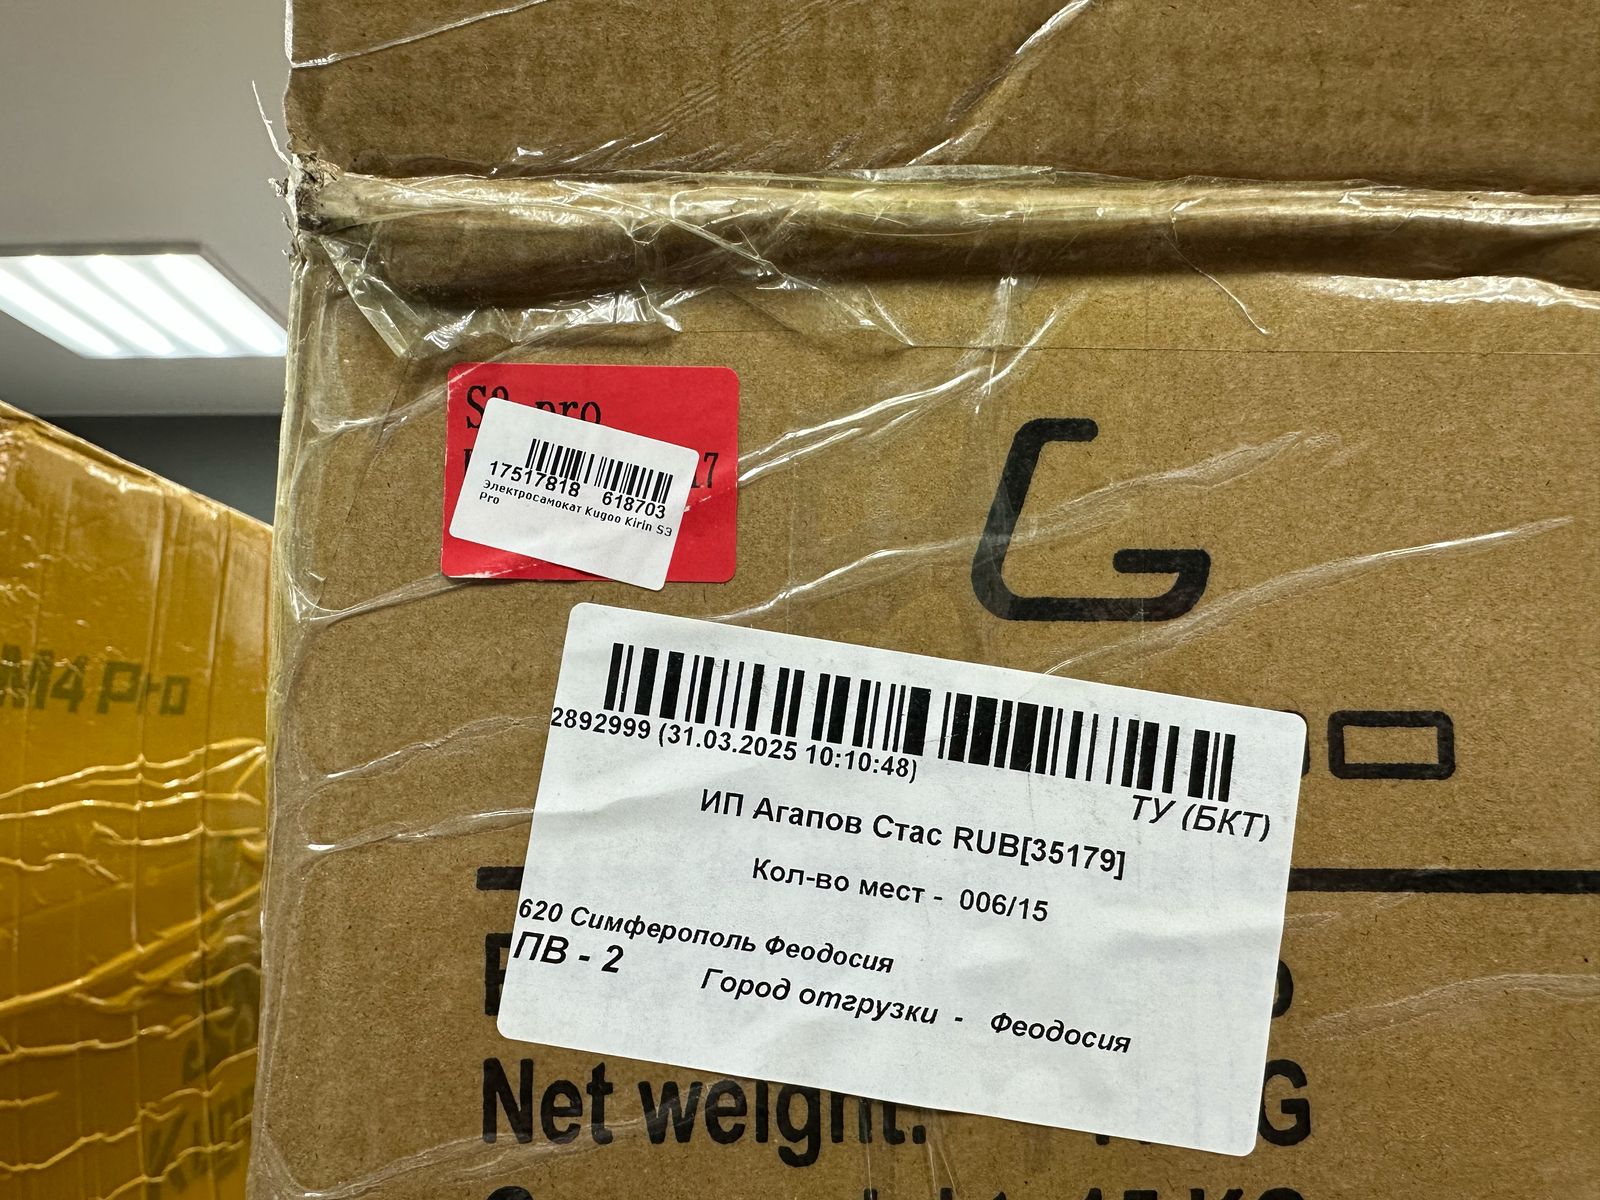 S3 pro
17
17517818 618703
Электросамокат Kugoo Kirin S3
Pro
G
M4 Pro
2892999 (31.03.2025 10:10:48)
ТУ (БКТ)
ИП Агапов Стас RUB[35179]
Кол-во мест - 006/15
620 Симферополь Феодосия
ПВ - 2
Город отгрузки - Феодосия
Net weight:
G